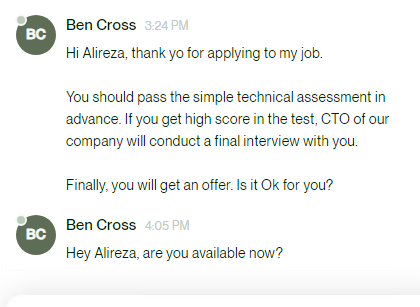 BC
Ben Cross 3:24 PM
Hi Alireza, thank yo for applying to my job.
You should pass the simple technical assessment in
advance. If you get high score in the test, CTO of our
company will conduct a final interview with you.
Finally, you will get an offer. Is it Ok for you?
BC
Ben Cross 4:05 PM
Hey Alireza, are you available now?